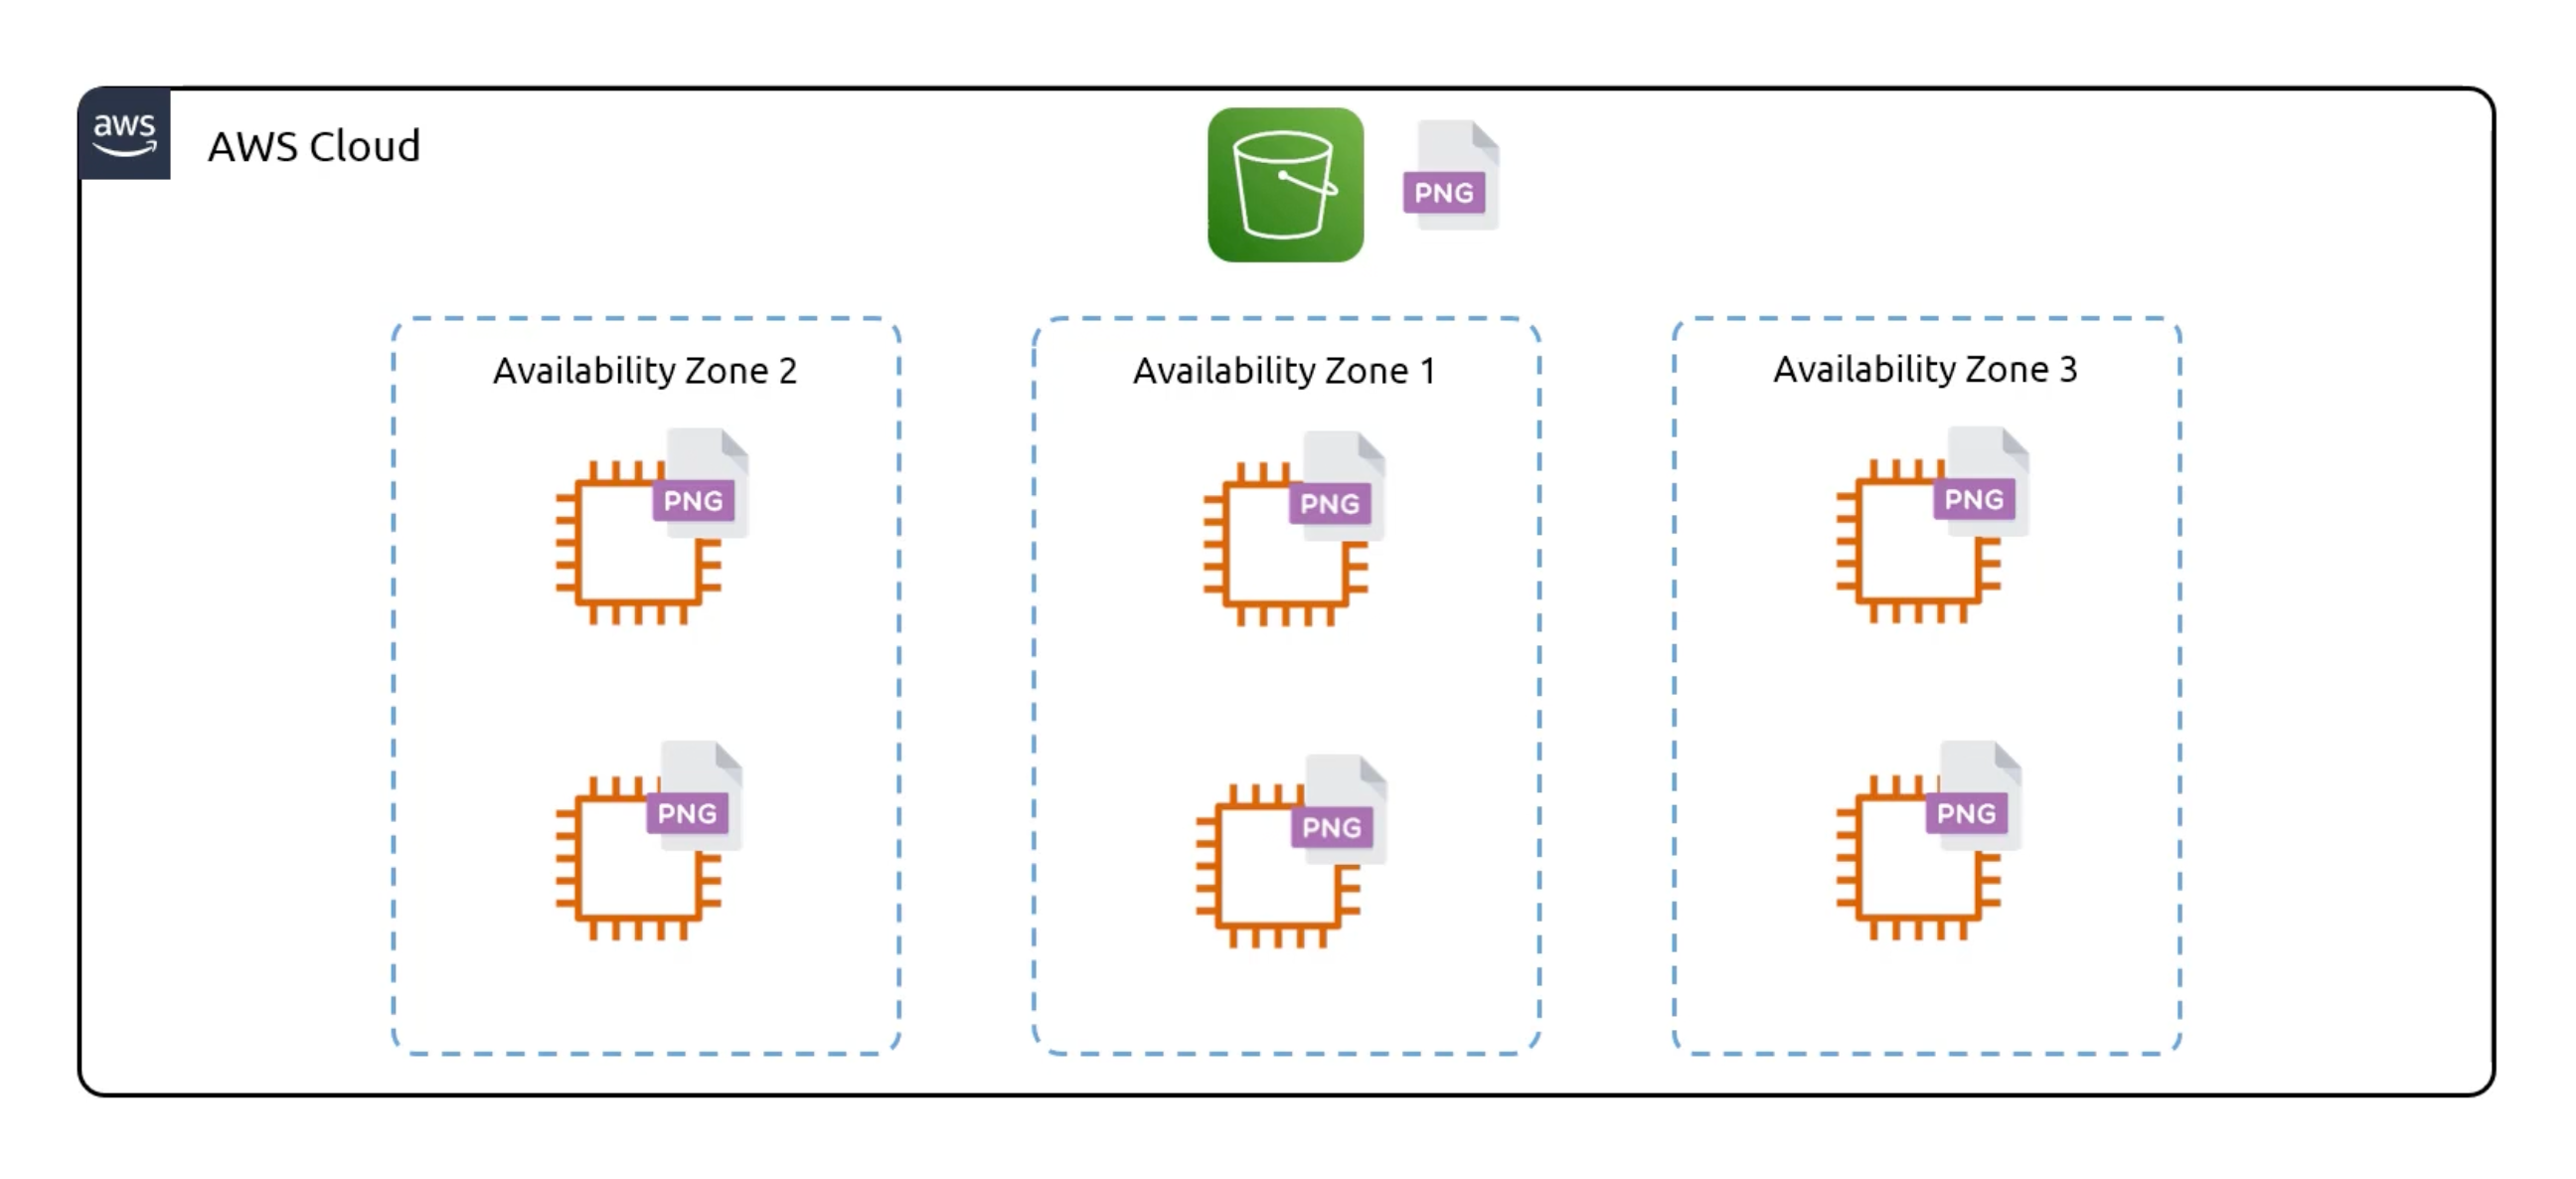 aws
AWS Cloud
PNG
Availability Zone 2
Availability Zone 1
Availability Zone 3
PNG
PNG
PNG
PNG
PNG
PNG